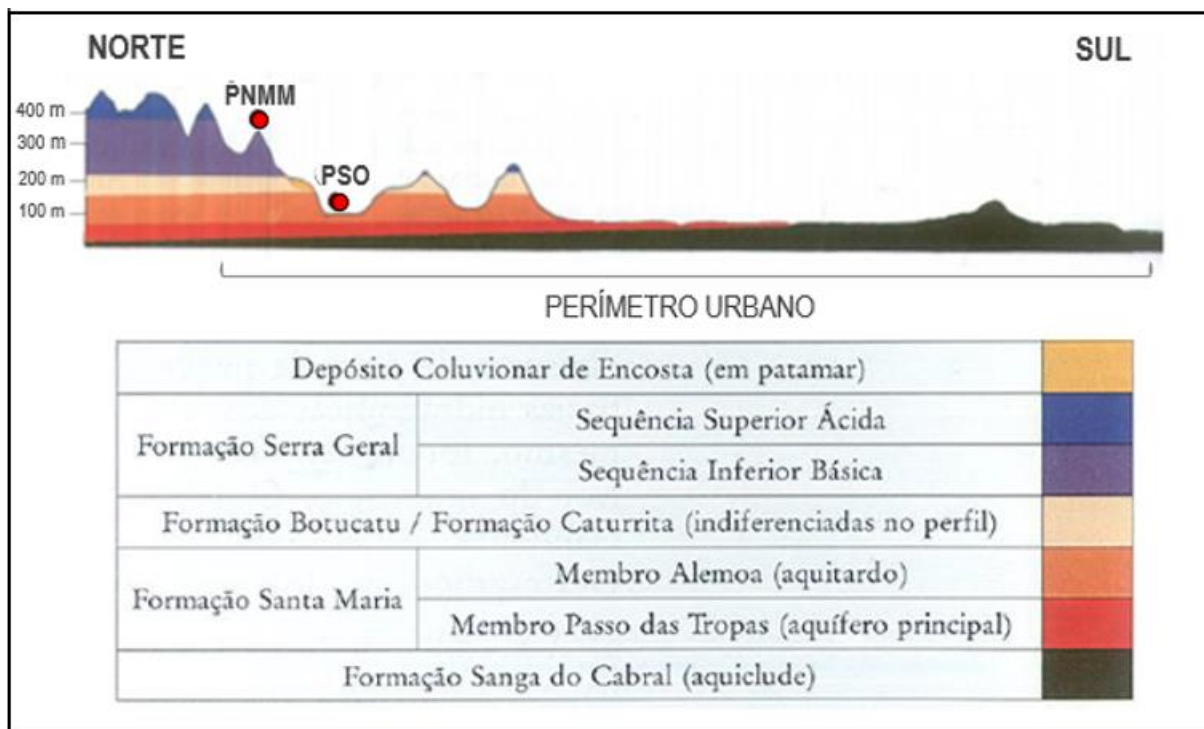 NORTE
SUL
PNMM
400 m
300 m
PSO
200 m
100 m
PERÍMETRO URBANO
Depósito Coluvionar de Encosta (em patamar)
Formação Serra Geral
Sequência Superior Ácida
Sequência Inferior Básica
Formação Botucatu / Formação Caturrita (indiferenciadas no perfil)
Formação Santa Maria
Membro Alemoa (aquitardo)
Membro Passo das Tropas (aquífero principal)
Formação Sanga do Cabral (aquiclude)